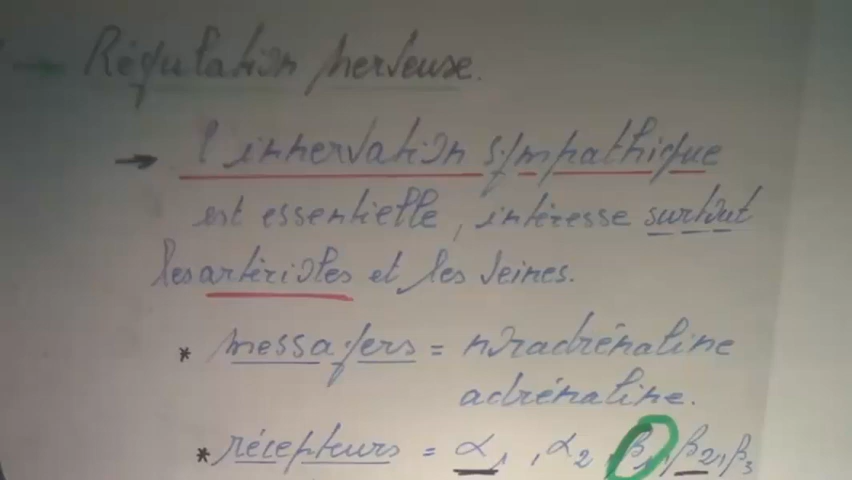 → Régulation nerveuse.
→ l'innervation sympathique
est essentielle, intéresse surtout
les artérioles et les veines.
* messagers = noradrénaline
adrénaline.
* récepteurs = α1, α2, β1, β2, β3